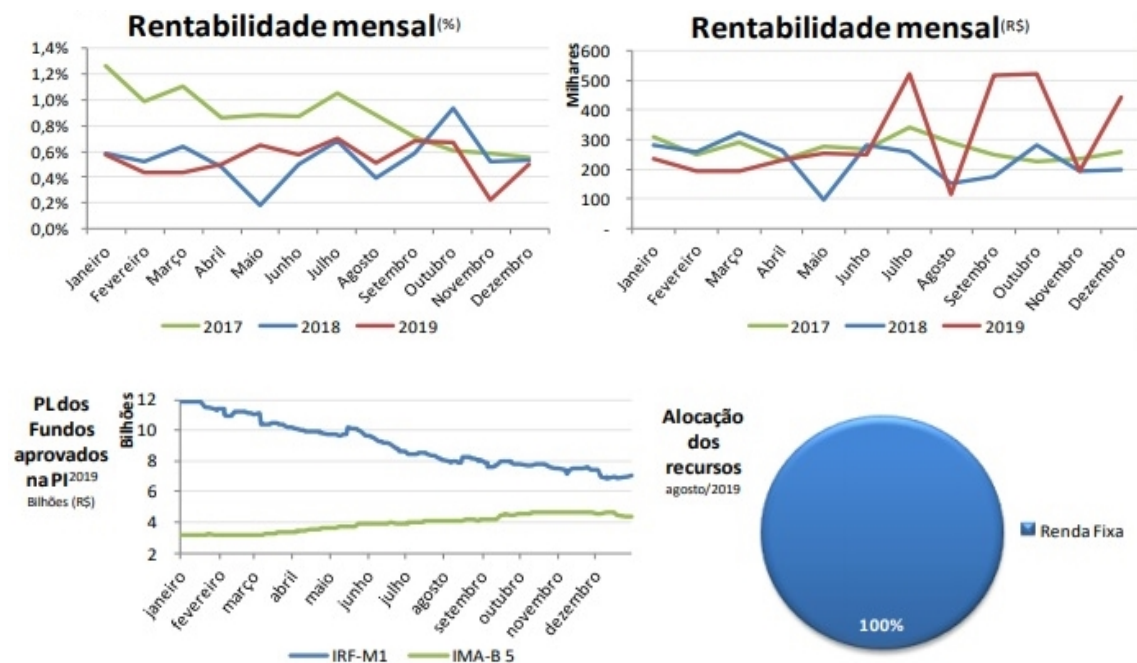 Rentabilidade mensal(%)
1,4%
1,2%
1,0%
0,8%
0,6%
0,4%
0,2%
0,0%
Janeiro
Fevereiro
Março
Abril
Maio
Junho
Julho
Agosto
Setembro
Outubro
Novembro
Dezembro
2017 2018 2019
Rentabilidade mensal(R$)
Milhares
600
500
400
300
200
100
-
Janeiro
Fevereiro
Março
Abril
Maio
Junho
Julho
Agosto
Setembro
Outubro
Novembro
Dezembro
2017 2018 2019
PL dos
Fundos
aprovados
na PI2019
Bilhões (R$)
Bilhões
12
10
8
6
4
2
janeiro
fevereiro
março
abril
maio
junho
julho
agosto
setembro
outubro
novembro
dezembro
IRF-M1 IMA-B 5
Alocação
dos
recursos
agosto/2019
Renda Fixa
100%